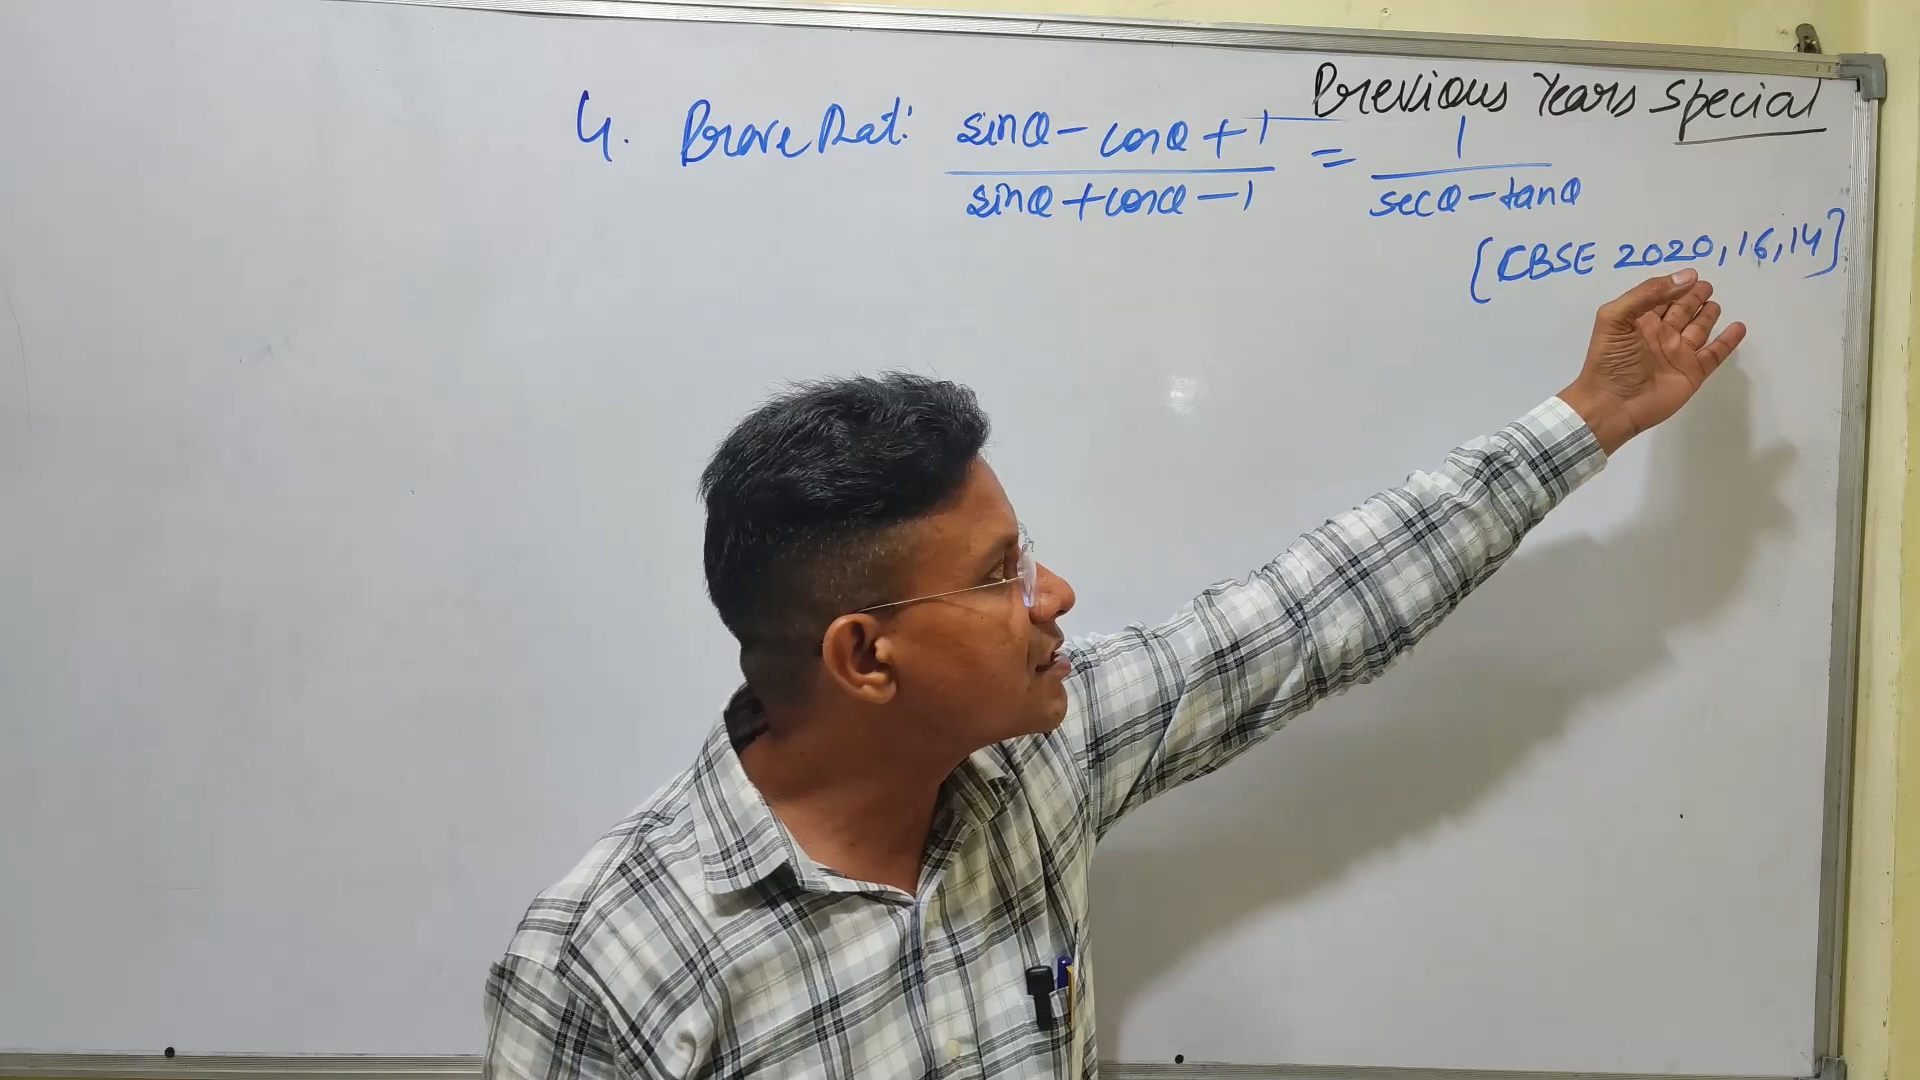 Previous Years Special
4. Prove that: (sinθ - cosθ + 1)/(sinθ + cosθ - 1) = 1/(secθ - tanθ)
[CBSE 2020, 16, 14]